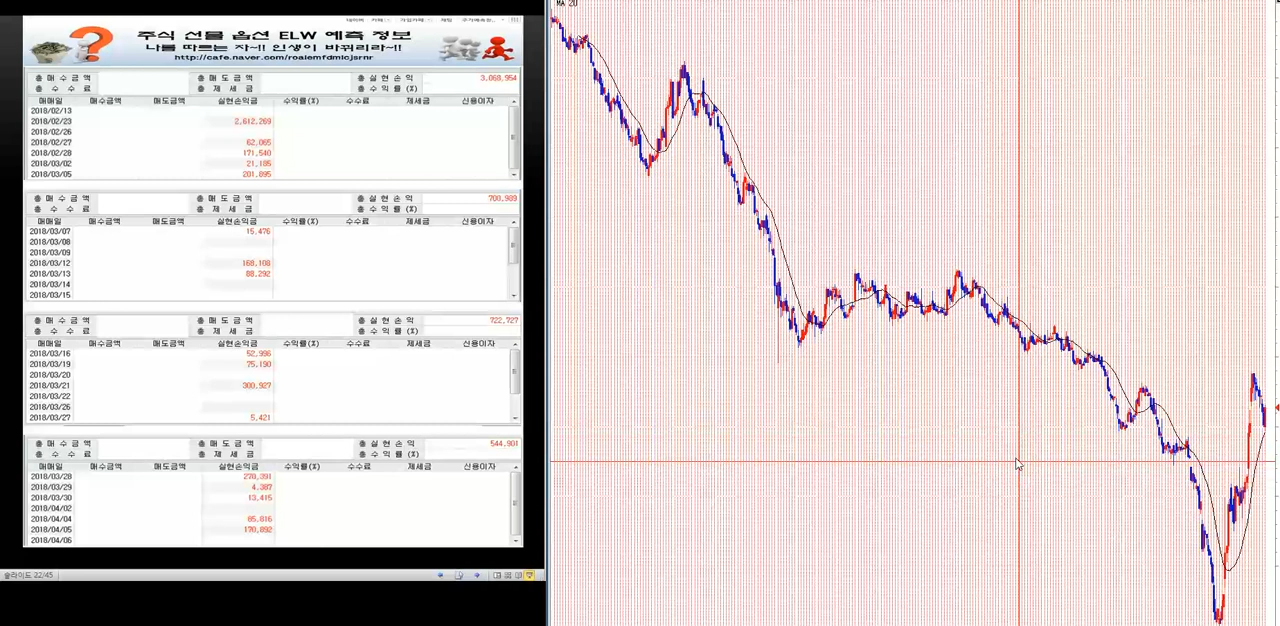 MA 20
주식 선물 옵션 ELW 예측 정보
나를 따르는 자~!! 인생이 바뀌리라~!!
http://cafe.naver.com/roalemfdmlcjsrnr
총 매 수 금 액 총 매 도 금 액 총 실 현 손 익 3,068,954
총 수 수 료 총 제 세 금 총 수 익 률 (%)
매매일 매수금액 매도금액 실현손익금 수익률(%) 수수료 제세금 신용이자
2018/02/13
2018/02/23 2,612,269
2018/02/26
2018/02/27 62,065
2018/02/28 171,540
2018/03/02 21,185
2018/03/05 201,895
총 매 수 금 액 총 매 도 금 액 총 실 현 손 익 700,989
총 수 수 료 총 제 세 금 총 수 익 률 (%)
매매일 매수금액 매도금액 실현손익금 수익률(%) 수수료 제세금 신용이자
2018/03/07 15,476
2018/03/08
2018/03/09
2018/03/12 168,108
2018/03/13 88,292
2018/03/14
2018/03/15
총 매 수 금 액 총 매 도 금 액 총 실 현 손 익 722,727
총 수 수 료 총 제 세 금 총 수 익 률 (%)
매매일 매수금액 매도금액 실현손익금 수익률(%) 수수료 제세금 신용이자
2018/03/16 52,996
2018/03/19 75,190
2018/03/20
2018/03/21 300,927
2018/03/22
2018/03/26
2018/03/27 5,421
총 매 수 금 액 총 매 도 금 액 총 실 현 손 익 544,901
총 수 수 료 총 제 세 금 총 수 익 률 (%)
매매일 매수금액 매도금액 실현손익금 수익률(%) 수수료 제세금 신용이자
2018/03/28 270,391
2018/03/29 4,387
2018/03/30 13,415
2018/04/02
2018/04/04 85,816
2018/04/05 170,892
2018/04/06
슬라이드 22/45